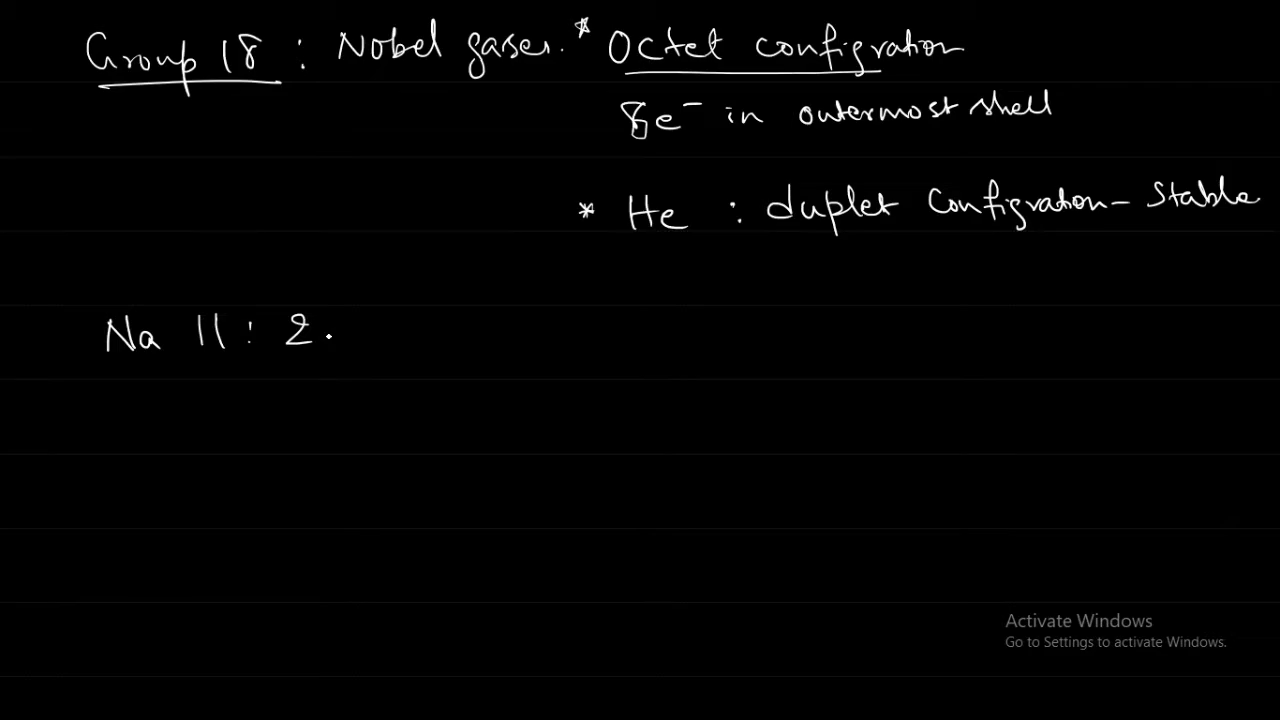 Group 18 : Nobel gases. * Octet configration
8e⁻ in outermost shell
* He : duplet configration - Stable
Na 11 : 2.
Activate Windows
Go to Settings to activate Windows.